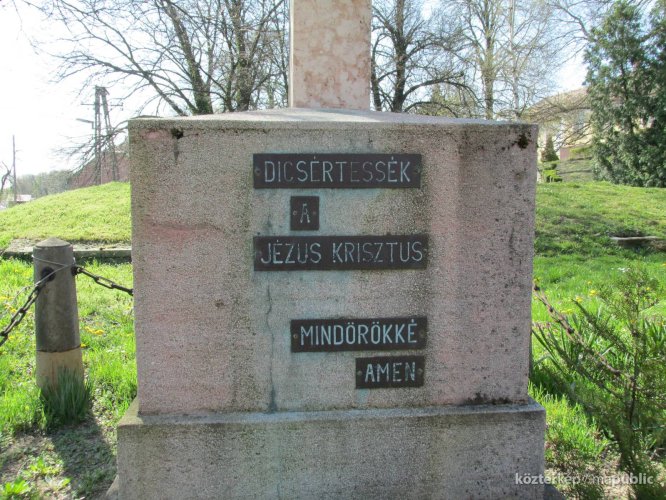 DICSÉRTESSÉK
A
JÉZUS KRISZTUS
MINDÖRÖKKÉ
AMEN
köztérkép / mapublic